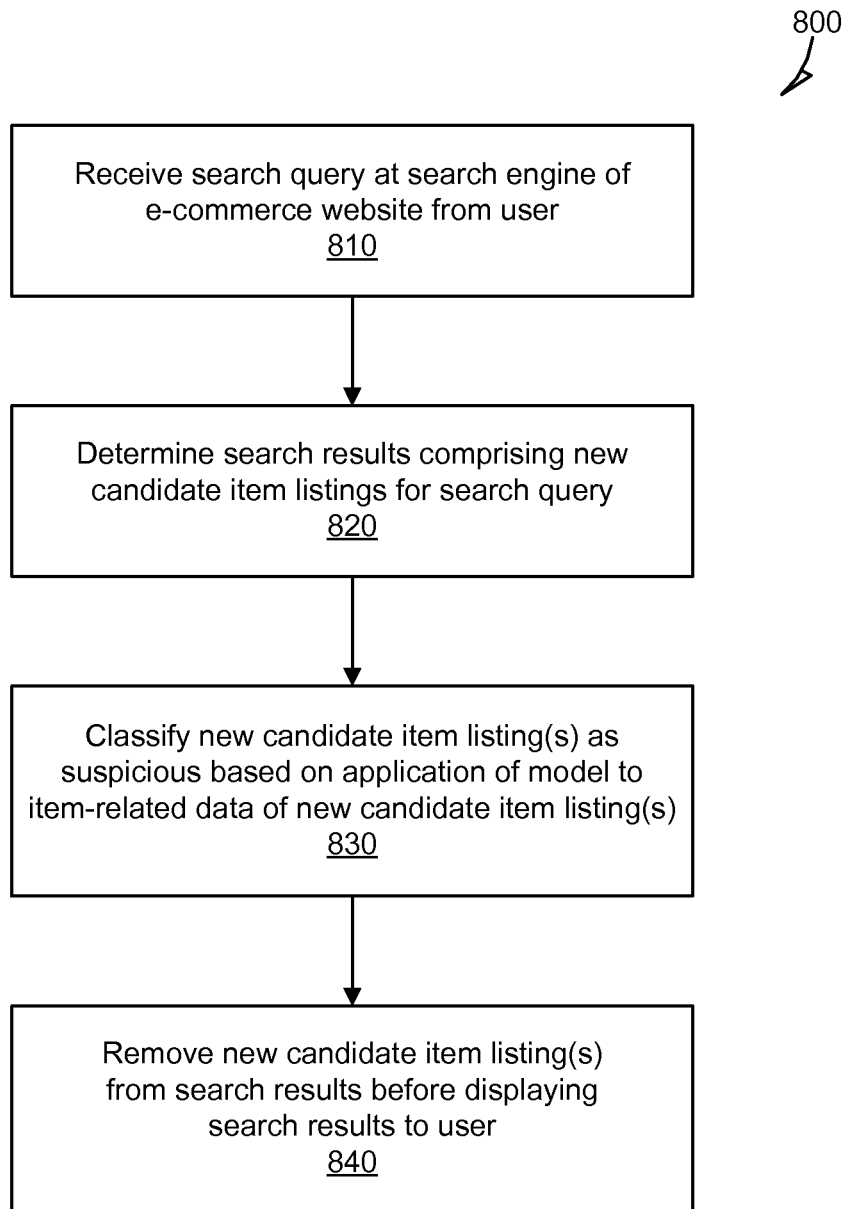 800
Receive search query at search engine of
e-commerce website from user
810
Determine search results comprising new
candidate item listings for search query
820
Classify new candidate item listing(s) as
suspicious based on application of model to
item-related data of new candidate item listing(s)
830
Remove new candidate item listing(s)
from search results before displaying
search results to user
840